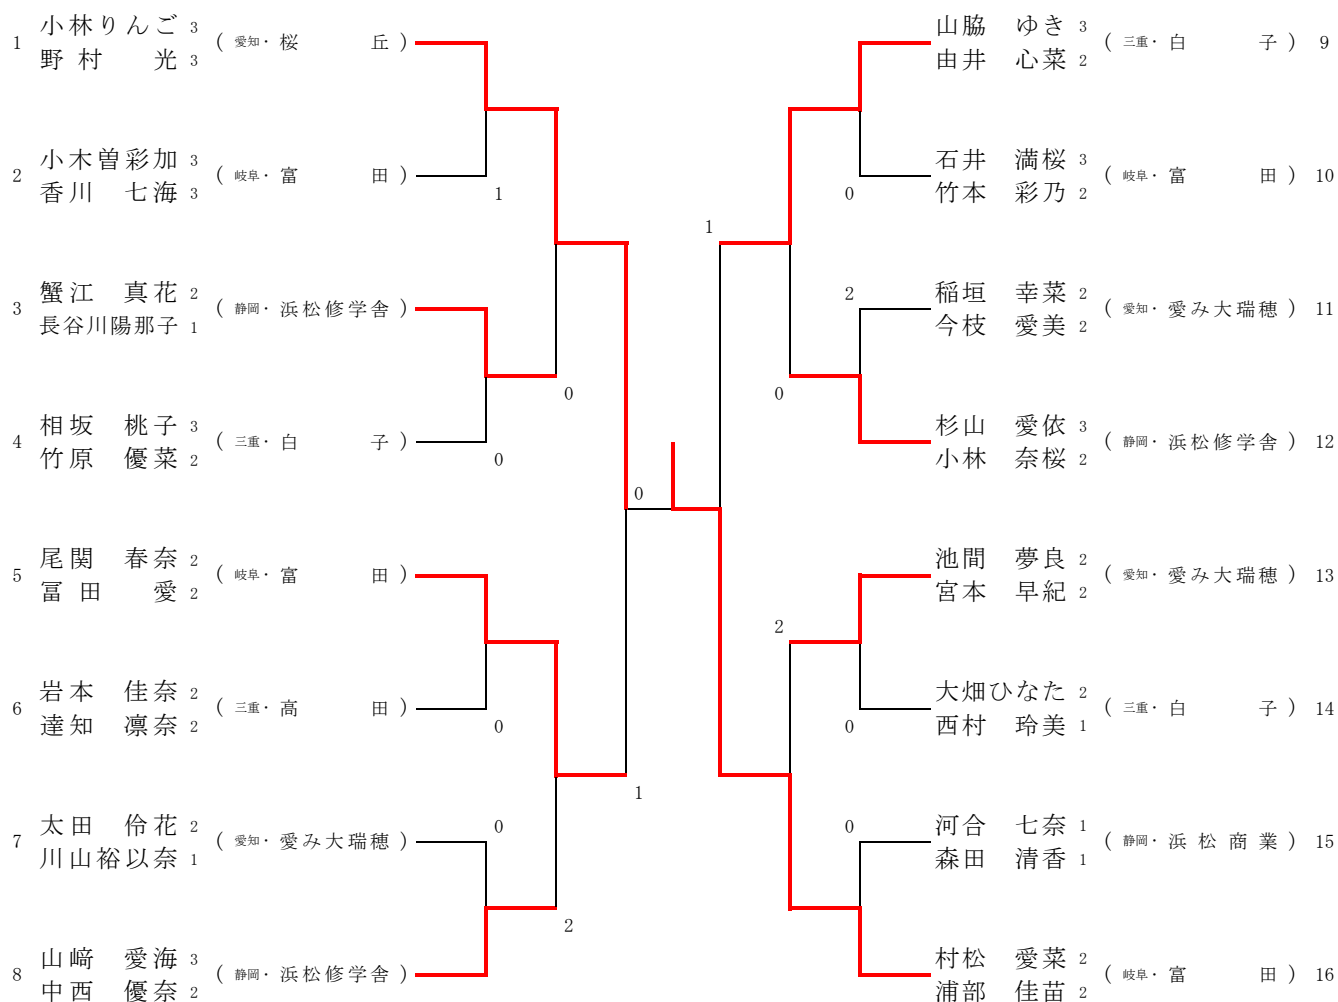 小林りんご 3
1 ( 愛知・ 桜 丘 )
野村 光 3
小木曽彩加 3
2 ( 岐阜・ 富 田 )
香川 七海 3
1
蟹江 真花 2
3 ( 静岡・ 浜松修学舎 )
長谷川陽那子 1
0
相坂 桃子 3
4 ( 三重・ 白 子 )
竹原 優菜 2
0
0
尾関 春奈 2
5 ( 岐阜・ 富 田 )
冨田 愛 2
岩本 佳奈 2
6 ( 三重・ 高 田 )
達知 凛奈 2
0
1
太田 伶花 2
0
7 ( 愛知・ 愛み大瑞穂 )
川山裕以奈 1
2
山﨑 愛海 3
8 ( 静岡・ 浜松修学舎 )
中西 優奈 2
山脇 ゆき 3
( 三重・ 白 子 ) 9
由井 心菜 2
石井 満桜 3
( 岐阜・ 富 田 ) 10
竹本 彩乃 2
0
1
2
稲垣 幸菜 2
( 愛知・ 愛み大瑞穂 ) 11
今枝 愛美 2
0
杉山 愛依 3
( 静岡・ 浜松修学舎 ) 12
小林 奈桜 2
池間 夢良 2
( 愛知・ 愛み大瑞穂 ) 13
宮本 早紀 2
2
大畑ひなた 2
( 三重・ 白 子 ) 14
西村 玲美 1
0
0
河合 七奈 1
( 静岡・ 浜松商業 ) 15
森田 清香 1
村松 愛菜 2
( 岐阜・ 富 田 ) 16
浦部 佳苗 2